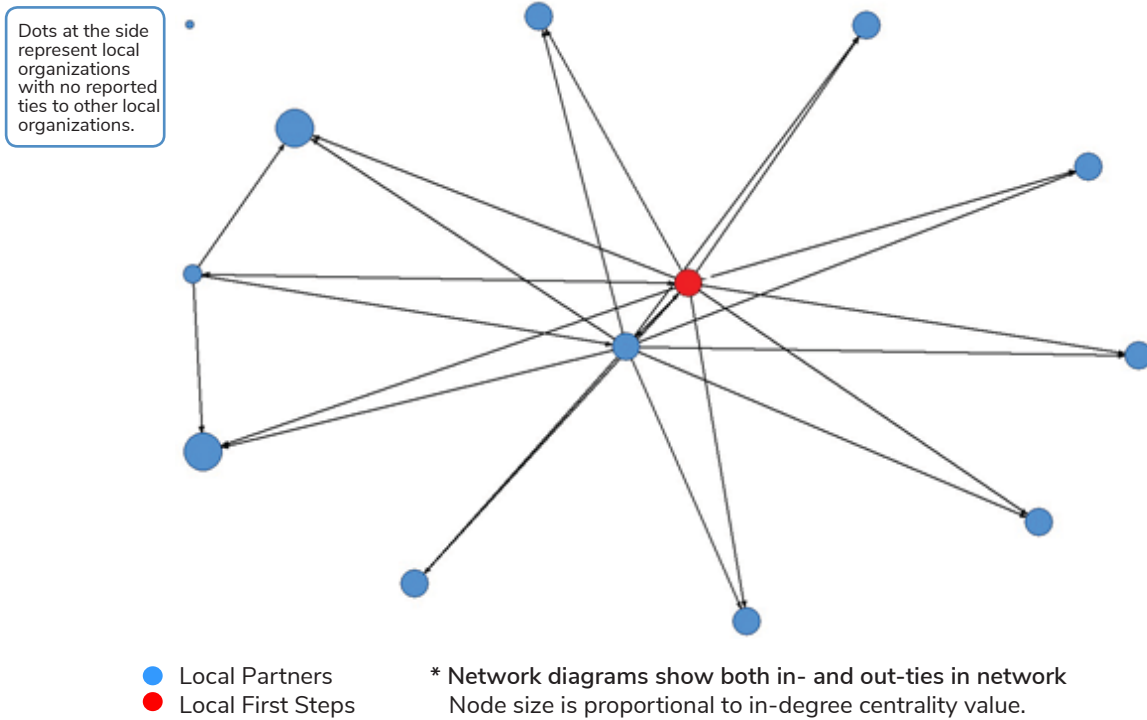 Dots at the side
represent local
organizations
with no reported
ties to other local
organizations.
Local Partners
Local First Steps
* Network diagrams show both in- and out-ties in network
Node size is proportional to in-degree centrality value.